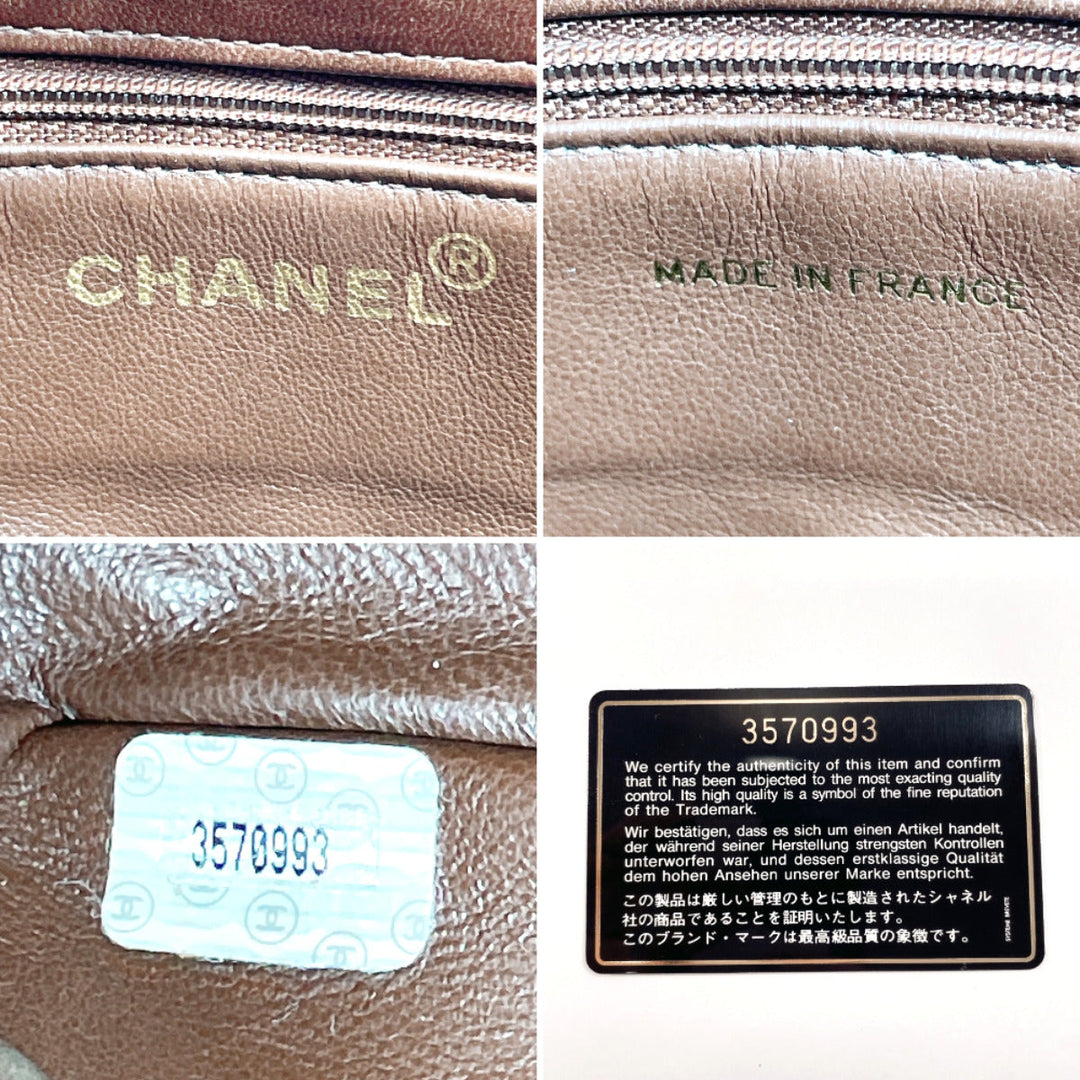 CHANEL®
MADE IN FRANCE
3570993
3570993
We certify the authenticity of this item and confirm
that it has been subjected to the most exacting quality
control. Its high quality is a symbol of the fine reputation
of the Trademark.
Wir bestätigen, dass es sich um einen Artikel handelt,
der während seiner Herstellung strengsten Kontrollen
unterworfen war, und dessen erstklassige Qualität
dem hohen Ansehen unserer Marke entspricht.
この製品は厳しい管理のもとに製造されたシャネル
社の商品であることを証明いたします。
このブランド・マークは最高級品質の象徴です。
SYSTEME BREVETE